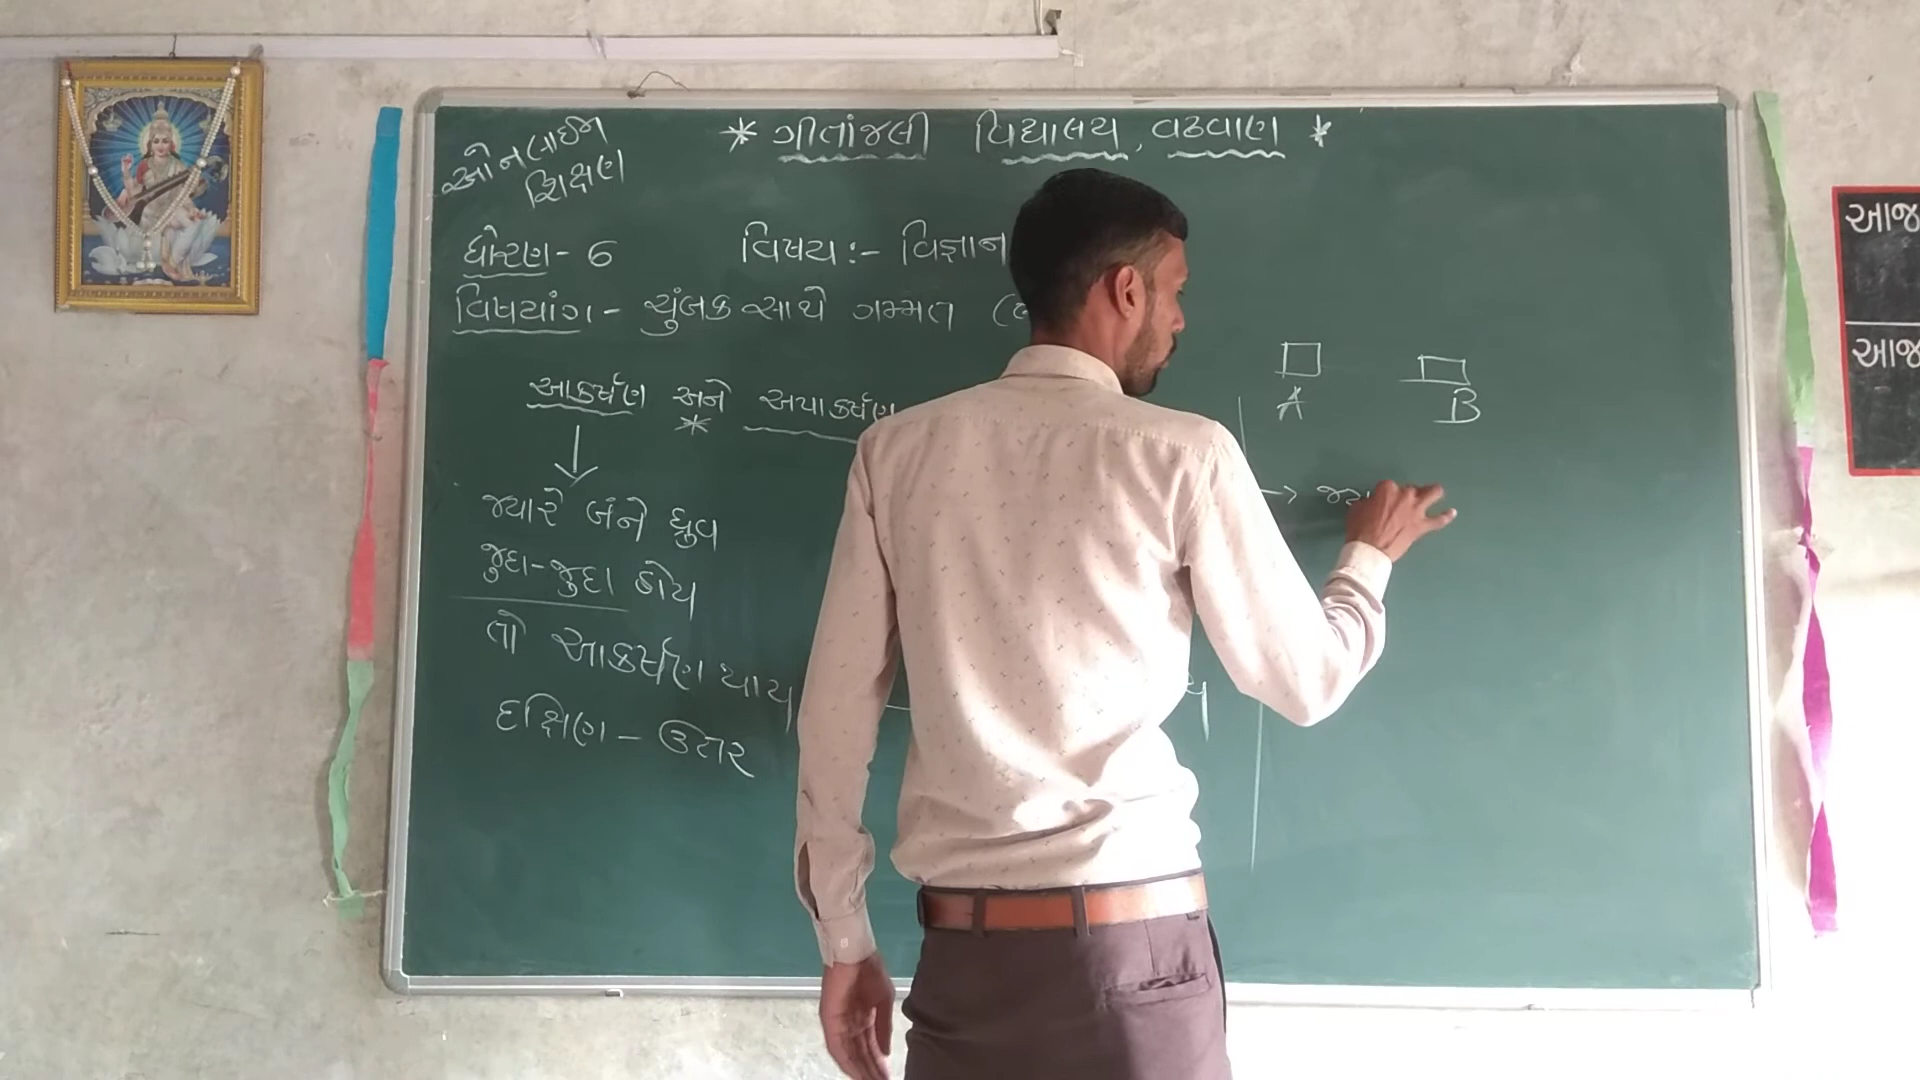 ઓનલાઈન
શિક્ષણ
* ગીતાંજલી વિદ્યાલય, વઢવાણ *
ધોરણ - 6
વિષય :- વિજ્ઞાન
વિષયાંગ - ચુંબક સાથે ગમ્મત (
આકર્ષણ અને અપાકર્ષણ
*
જ્યારે બંને ધ્રુવ
જુદા-જુદા હોય
તો આકર્ષણ થાય
દક્ષિણ - ઉત્તર
A
B
આજ
આજ